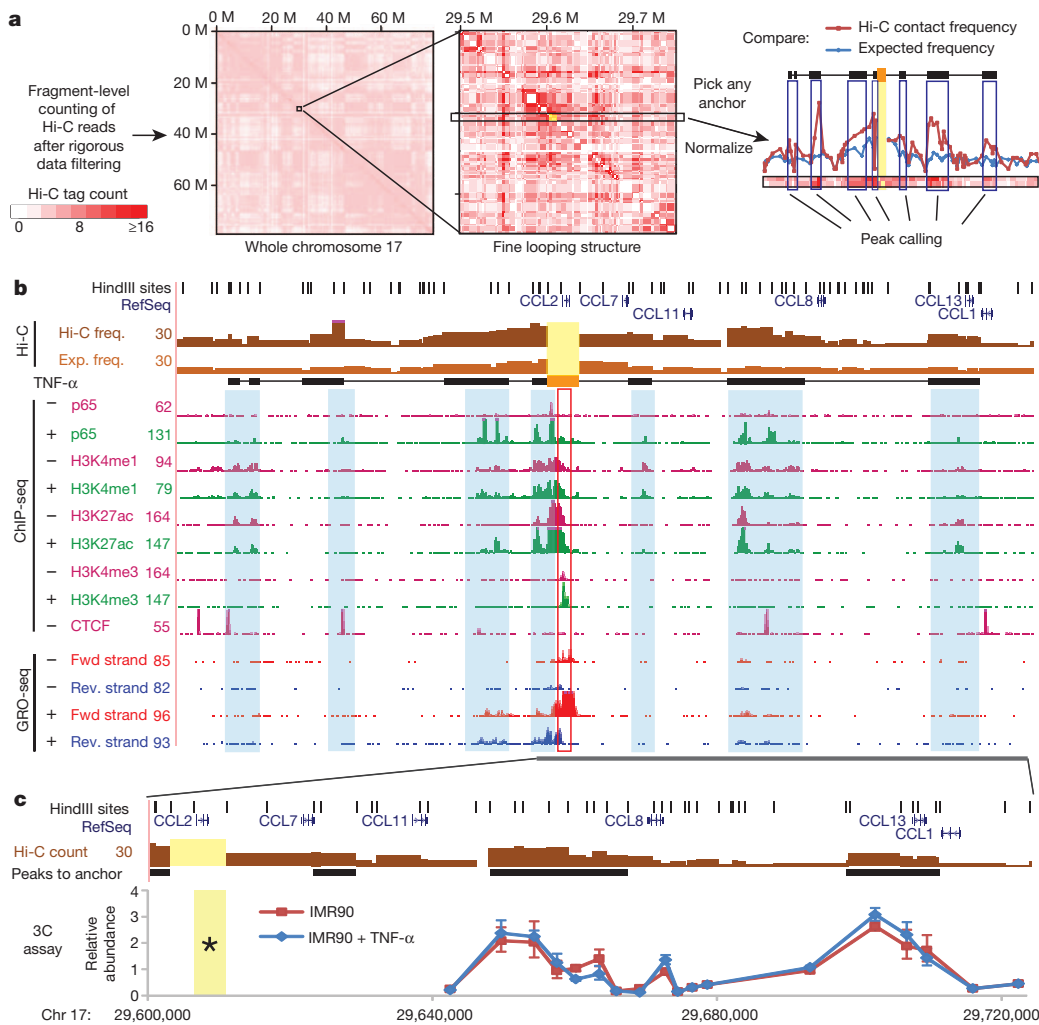 a
0 M 20 M 40 M 60 M
29.5 M 29.6 M 29.7 M
0 M
20 M
40 M
60 M
Fragment-level
counting of
Hi-C reads
after rigorous
data filtering
Hi-C tag count
0 8 ≥16
Whole chromosome 17
Fine looping structure
Pick any
anchor
Normalize
Compare:
Hi-C contact frequency
Expected frequency
Peak calling
b
HindIII sites
RefSeq
CCL2 CCL7 CCL8 CCL13
CCL11 CCL1
Hi-C
Hi-C freq. 30
Exp. freq. 30
TNF-α
ChIP-seq
− p65 62
+ p65 131
− H3K4me1 94
+ H3K4me1 79
− H3K27ac 164
+ H3K27ac 147
− H3K4me3 164
+ H3K4me3 147
− CTCF 55
GRO-seq
− Fwd strand 85
− Rev. strand 82
+ Fwd strand 96
+ Rev. strand 93
c
HindIII sites
RefSeq
CCL2 CCL7 CCL11 CCL8 CCL13
CCL1
Hi-C count 30
Peaks to anchor
3C
assay
Relative
abundance
4
3
2
1
0
*
IMR90
IMR90 + TNF-α
Chr 17: 29,600,000 29,640,000 29,680,000 29,720,000